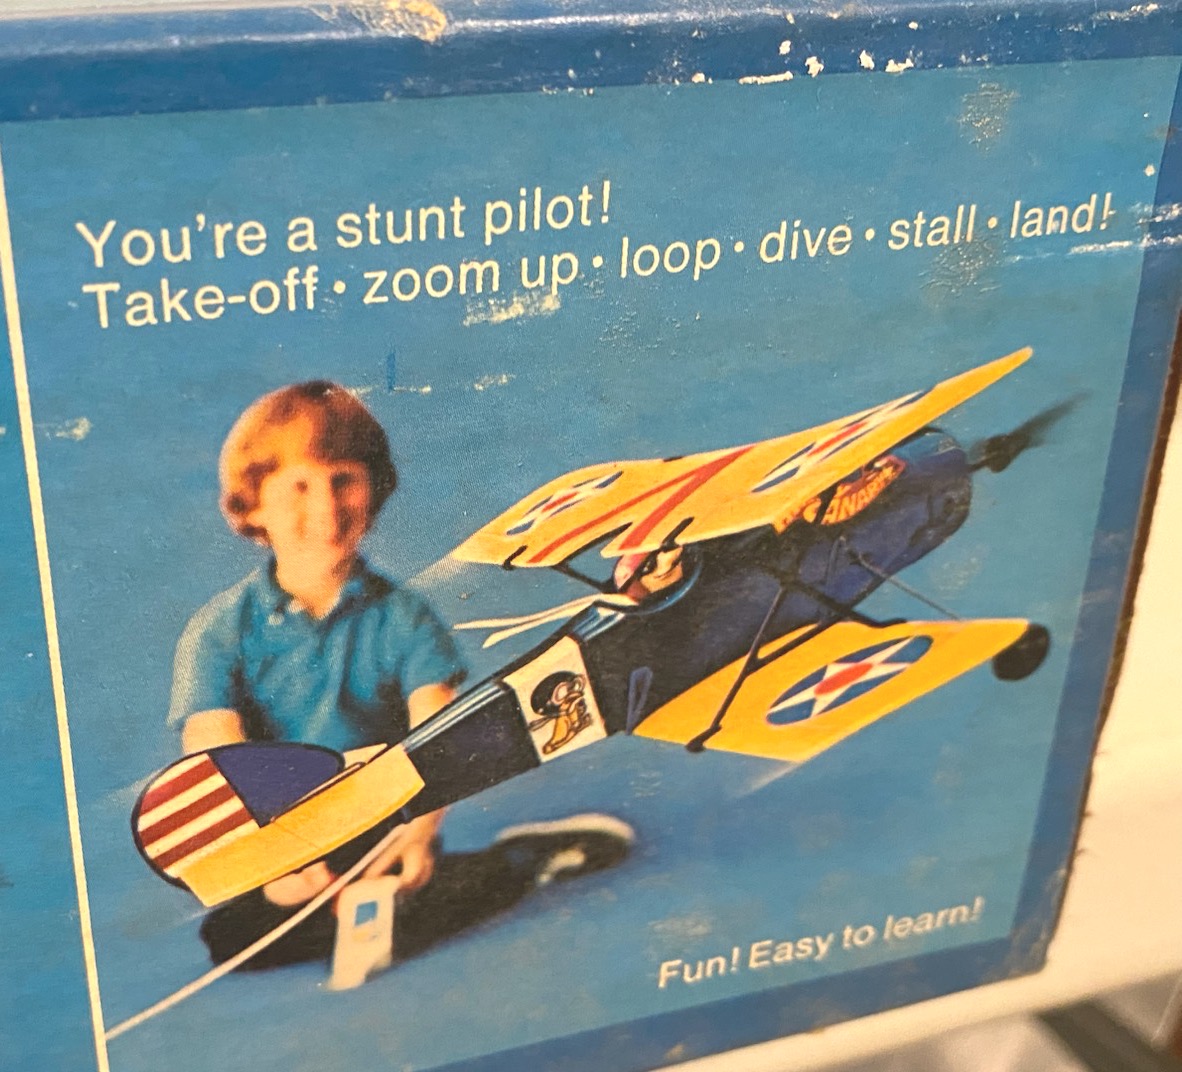 You're a stunt pilot!
Take-off • zoom up • loop • dive • stall • land!
Fun! Easy to learn!